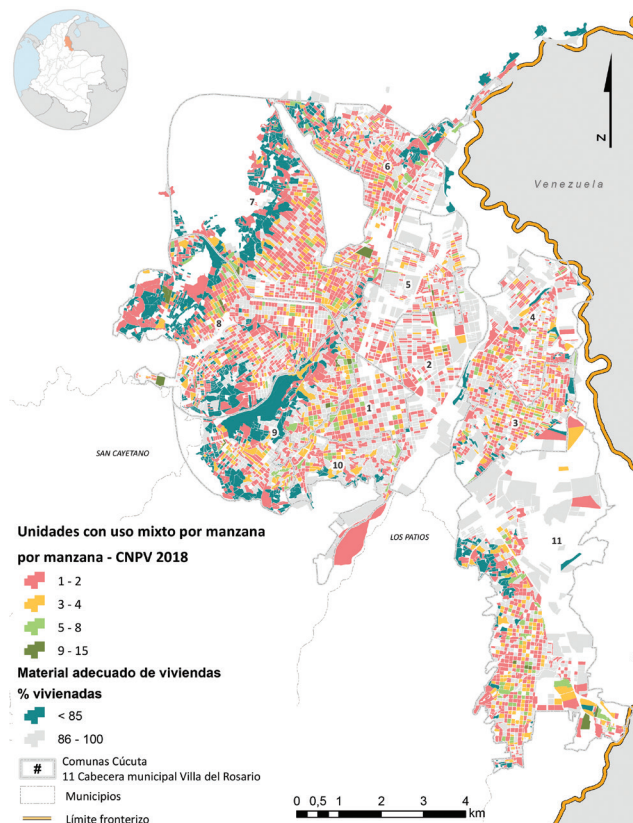 N
Venezuela
6
7
5
4
8
2
1
3
9
10
SAN CAYETANO
LOS PATIOS
11
Unidades con uso mixto por manzana
por manzana - CNPV 2018
1 - 2
3 - 4
5 - 8
9 - 15
Material adecuado de viviendas
% vivienadas
< 85
86 - 100
# Comunas Cúcuta
11 Cabecera municipal Villa del Rosario
Municipios
Límite fronterizo
0 0,5 1 2 3 4
km